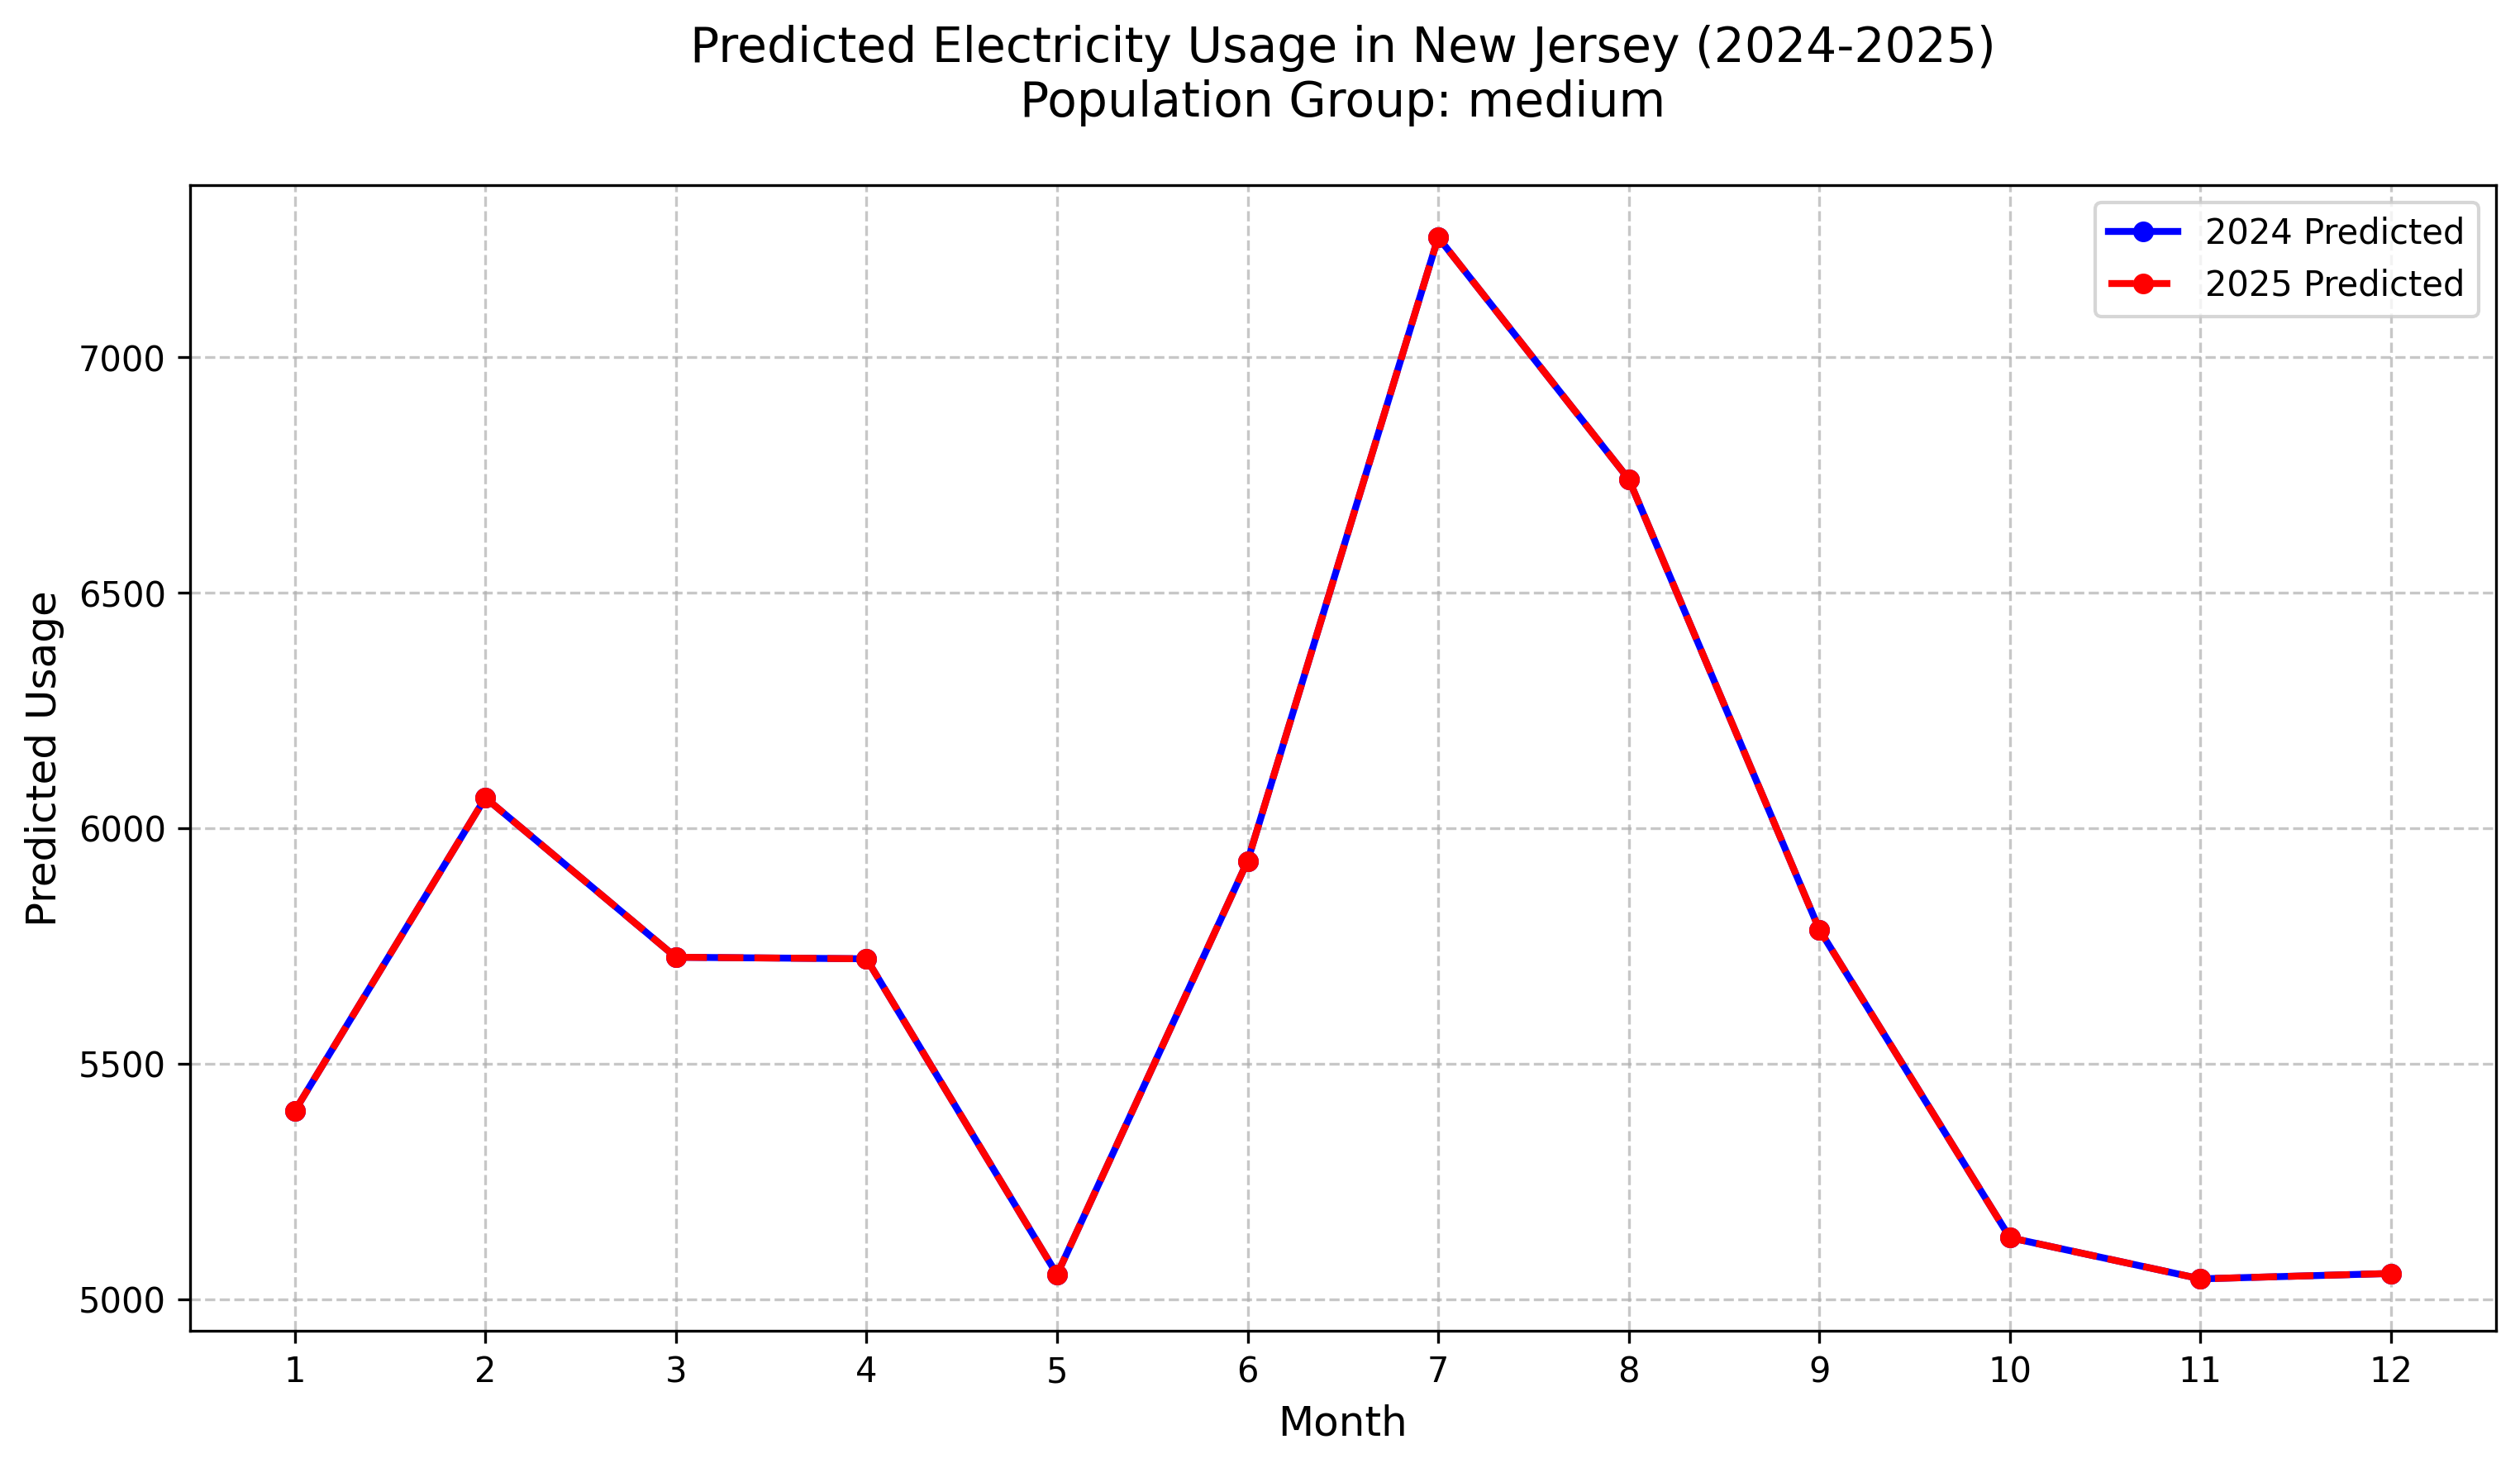 Predicted Electricity Usage in New Jersey (2024-2025)
Population Group: medium
2024 Predicted
2025 Predicted
Predicted Usage
7000
6500
6000
5500
5000
1 2 3 4 5 6 7 8 9 10 11 12
Month